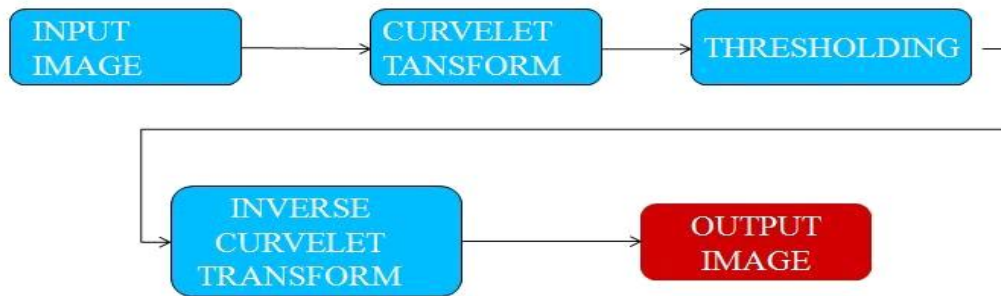 INPUT
IMAGE
CURVELET
TANSFORM
THRESHOLDING
INVERSE
CURVELET
TRANSFORM
OUTPUT
IMAGE